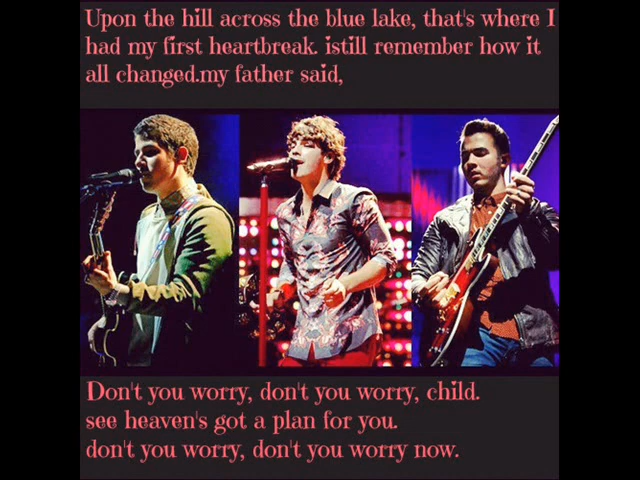 Upon the hill across the blue lake, that's where I
had my first heartbreak. istill remember how it
all changed.my father said,
Don't you worry, don't you worry, child.
see heaven's got a plan for you.
don't you worry, don't you worry now.